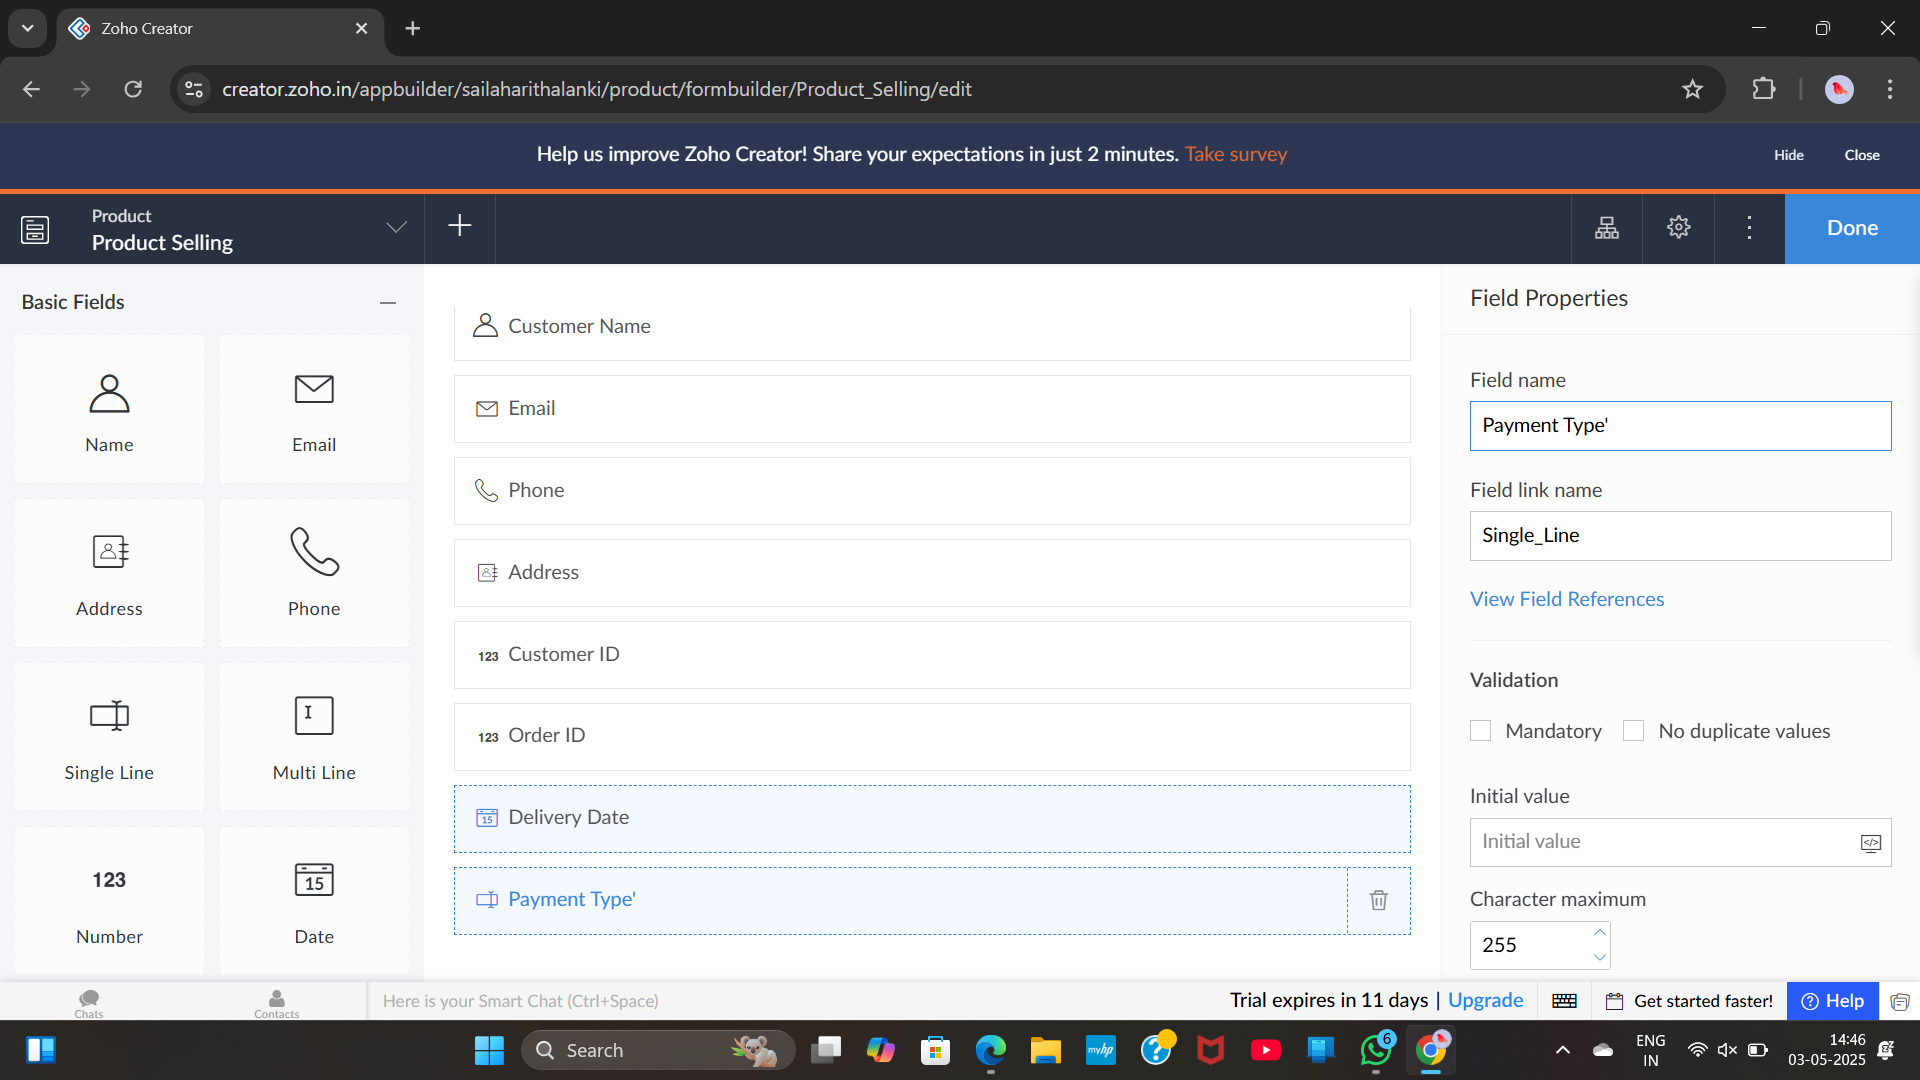 Zoho Creator
creator.zoho.in/appbuilder/sailaharithalanki/product/formbuilder/Product_Selling/edit
Help us improve Zoho Creator! Share your expectations in just 2 minutes. Take survey
Hide
Close
Product
Product Selling
Done
Basic Fields
Name
Email
Address
Phone
Single Line
Multi Line
123
Number
15
Date
Customer Name
Email
Phone
Address
123 Customer ID
123 Order ID
15 Delivery Date
Payment Type'
Field Properties
Field name
Payment Type'
Field link name
Single_Line
View Field References
Validation
Mandatory
No duplicate values
Initial value
Initial value
Character maximum
255
Chats
Contacts
Here is your Smart Chat (Ctrl+Space)
Trial expires in 11 days | Upgrade
Get started faster!
Help
Search
myhp
6
ENG
IN
14:46
03-05-2025